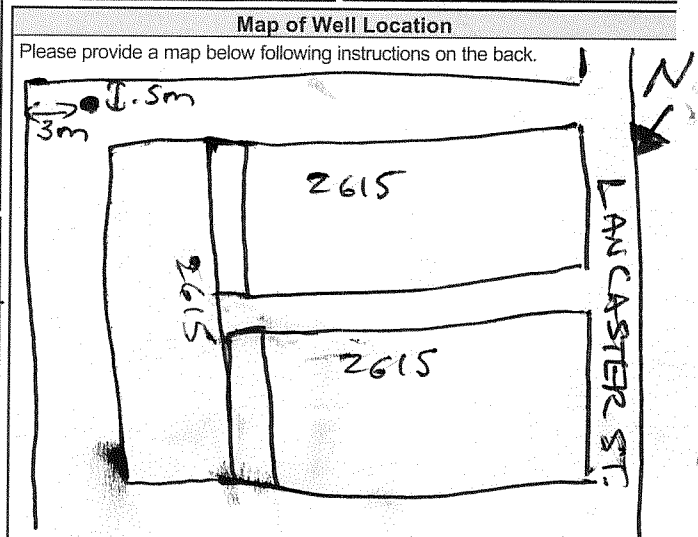 Map of Well Location
Please provide a map below following instructions on the back.
N
.5m
3m
2615
2615
2615
LANCASTER ST.